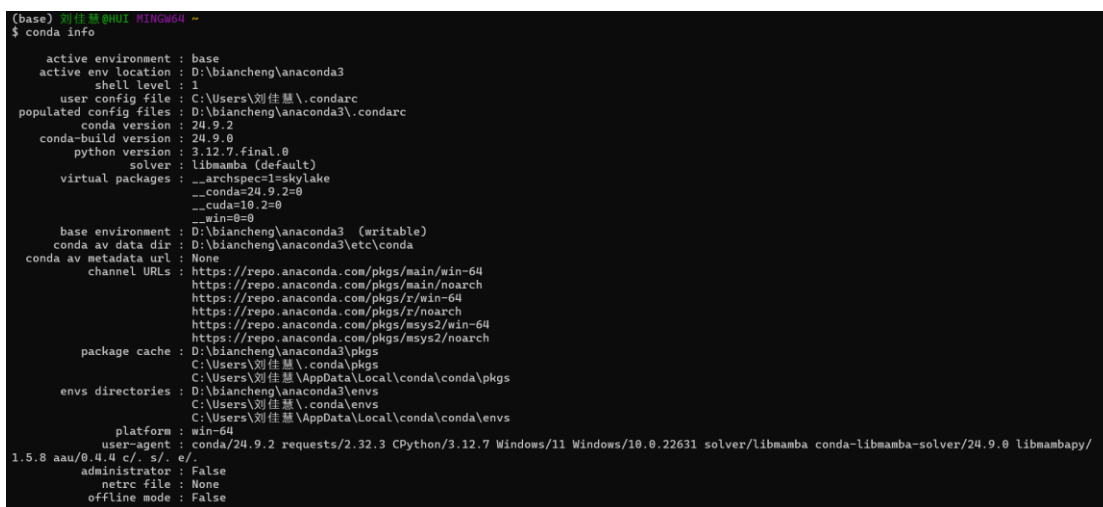 (base) 刘佳慧@HUI MINGW64 ~
$ conda info
active environment : base
active env location : D:\biancheng\anaconda3
shell level : 1
user config file : C:\Users\刘佳慧\.condarc
populated config files : D:\biancheng\anaconda3\.condarc
conda version : 24.9.2
conda-build version : 24.9.0
python version : 3.12.7.final.0
solver : libmamba (default)
virtual packages : __archspec=1=skylake
__conda=24.9.2=0
__cuda=10.2=0
__win=0=0
base environment : D:\biancheng\anaconda3  (writable)
conda av data dir : D:\biancheng\anaconda3\etc\conda
conda av metadata url : None
channel URLs : https://repo.anaconda.com/pkgs/main/win-64
https://repo.anaconda.com/pkgs/main/noarch
https://repo.anaconda.com/pkgs/r/win-64
https://repo.anaconda.com/pkgs/r/noarch
https://repo.anaconda.com/pkgs/msys2/win-64
https://repo.anaconda.com/pkgs/msys2/noarch
package cache : D:\biancheng\anaconda3\pkgs
C:\Users\刘佳慧\.conda\pkgs
C:\Users\刘佳慧\AppData\Local\conda\conda\pkgs
envs directories : D:\biancheng\anaconda3\envs
C:\Users\刘佳慧\.conda\envs
C:\Users\刘佳慧\AppData\Local\conda\conda\envs
platform : win-64
user-agent : conda/24.9.2 requests/2.32.3 CPython/3.12.7 Windows/11 Windows/10.0.22631 solver/libmamba conda-libmamba-solver/24.9.0 libmambapy/
1.5.8 aau/0.4.4 c/. s/. e/.
administrator : False
netrc file : None
offline mode : False